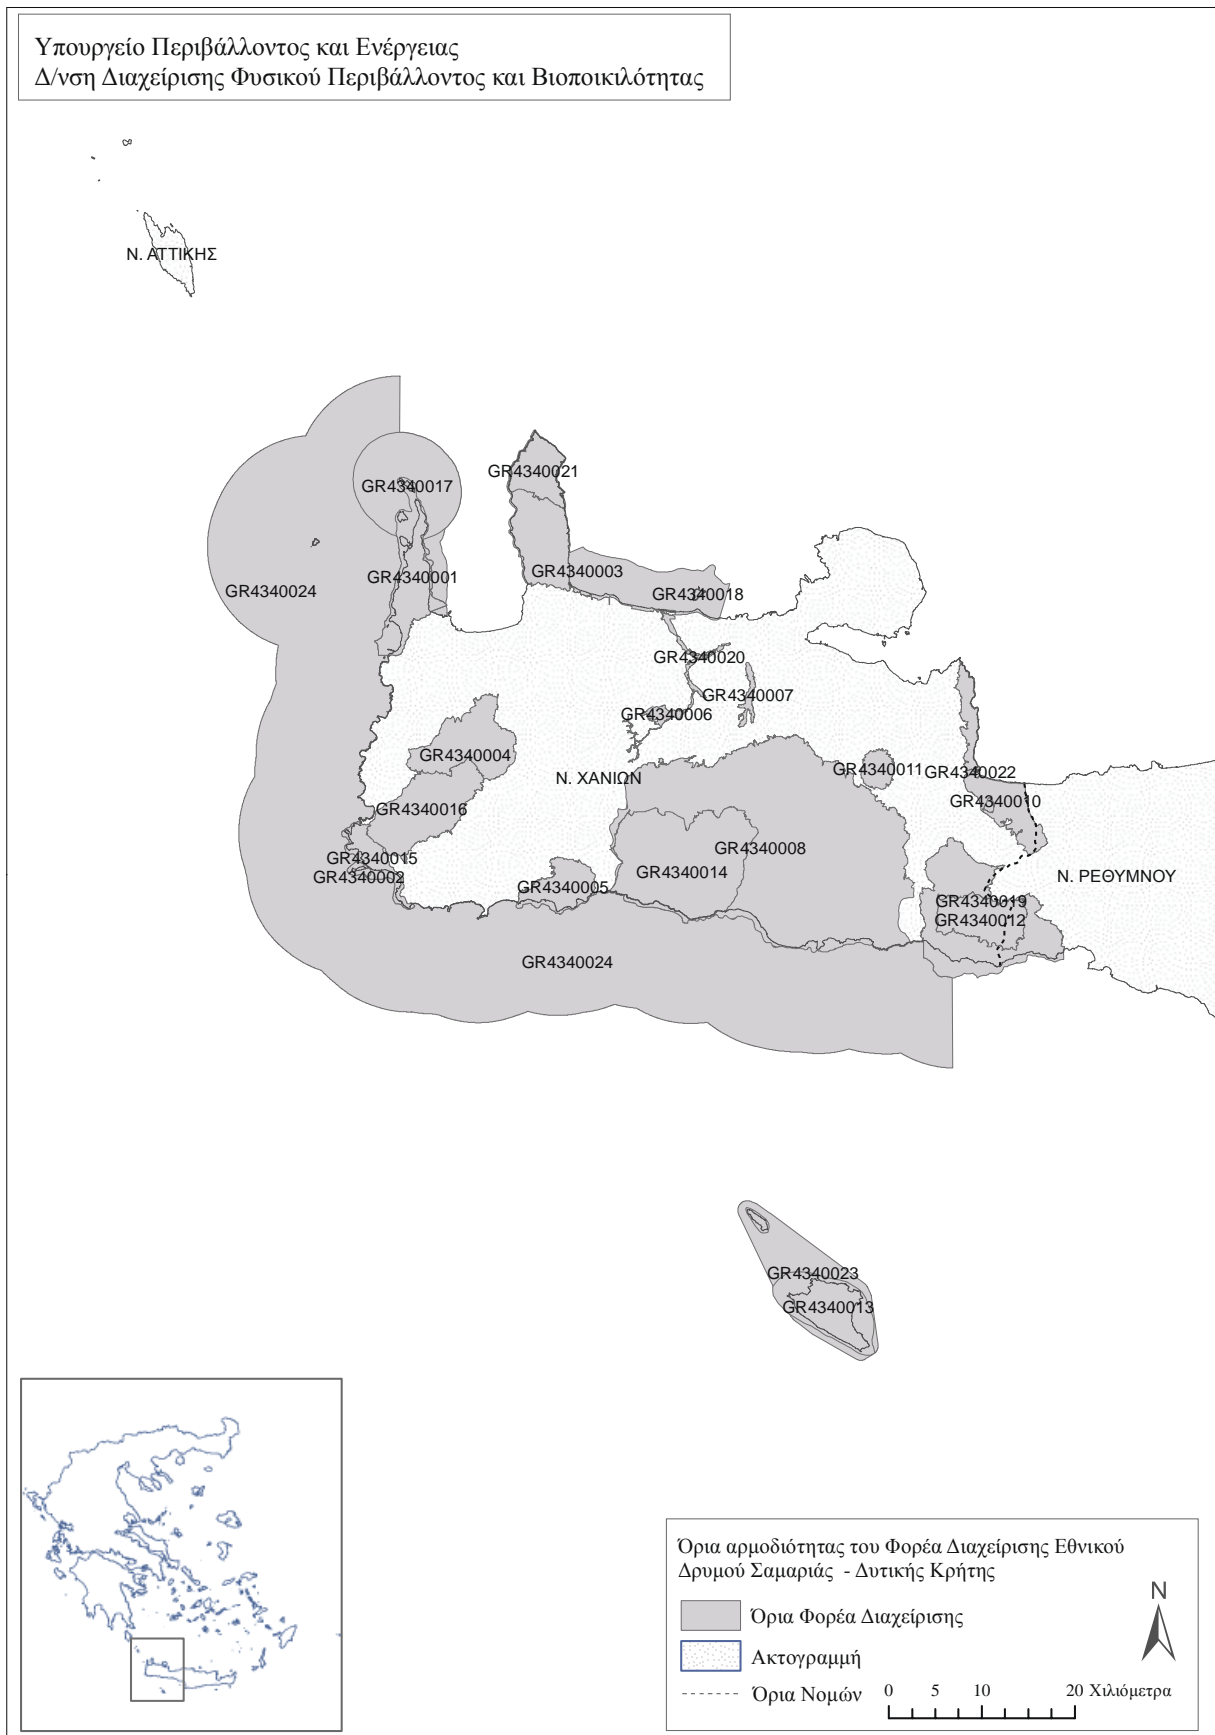 Υπουργείο Περιβάλλοντος και Ενέργειας
Δ/νση Διαχείρισης Φυσικού Περιβάλλοντος και Βιοποικιλότητας
Ν. ΑΤΤΙΚΗΣ
GR4340021
GR4340017
GR4340003
GR4340001
GR4340024
GR4340018
GR4340020
GR4340007
GR4340006
GR4340004
GR4340011
GR4340022
Ν. ΧΑΝΙΩΝ
GR4340010
GR4340016
GR4340008
GR4340015
GR4340014
GR4340002
Ν. ΡΕΘΥΜΝΟΥ
GR4340005
GR4340019
GR4340012
GR4340024
GR4340023
GR4340013
Όρια αρμοδιότητας του Φορέα Διαχείρισης Εθνικού
Δρυμού Σαμαριάς - Δυτικής Κρήτης
N
Όρια Φορέα Διαχείρισης
Ακτογραμμή
Όρια Νομών
0 5 10 20 Χιλιόμετρα